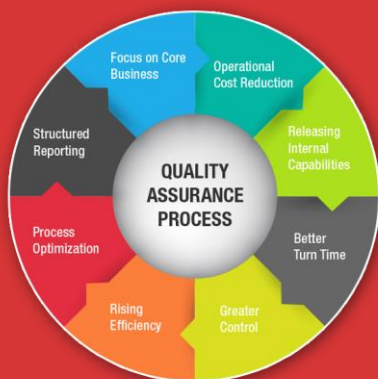 Focus on Core
Business
Operational
Cost Reduction
Releasing
Internal
Capabilities
Better
Turn Time
Greater
Control
Rising
Efficiency
Process
Optimization
Structured
Reporting
QUALITY
ASSURANCE
PROCESS